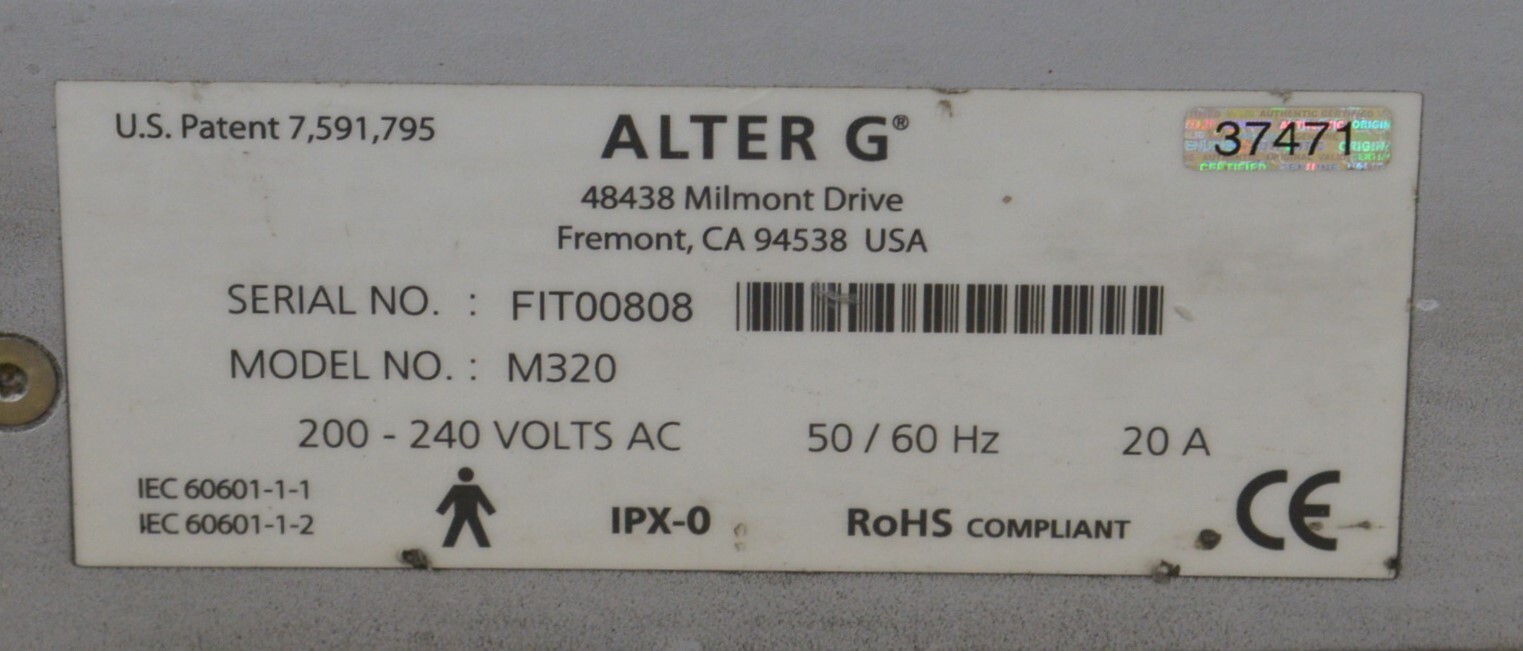 U.S. Patent 7,591,795
ALTER G®
37471
48438 Milmont Drive
Fremont, CA 94538 USA
SERIAL NO. : FIT00808
MODEL NO. : M320
200 - 240 VOLTS AC 50 / 60 Hz 20 A
IEC 60601-1-1
IEC 60601-1-2
IPX-0
RoHS COMPLIANT
CE